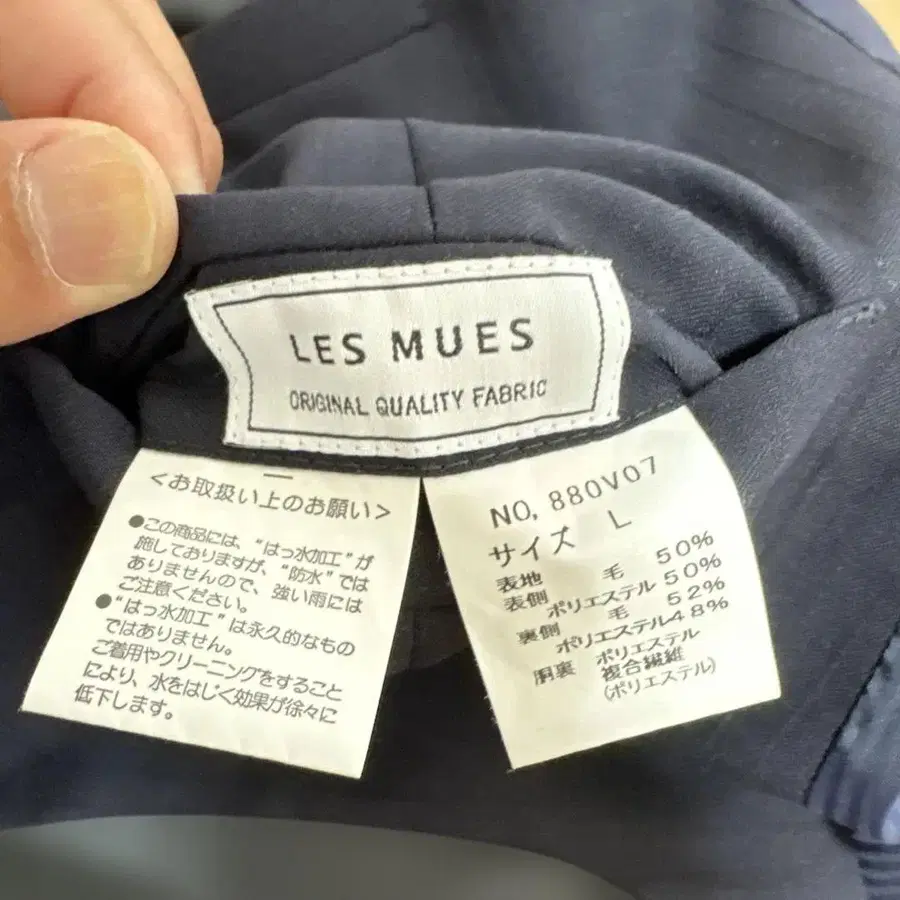 LES MUES
ORIGINAL QUALITY FABRIC
<お取扱い上のお願い>
●この商品には、"はっ水加工"が
施しておりますが、"防水"では
ありませんので、強い雨には
ご注意ください。
●"はっ水加工"は永久的なもの
ではありません。
ご着用やクリーニングをすること
により、水をはじく効果が徐々に
低下します。
NO, 880V07
サイズ L
表地 毛 50%
表側 ポリエステル 50%
裏側 毛 52%
ポリエステル48%
胴裏 ポリエステル
複合繊維
(ポリエステル)